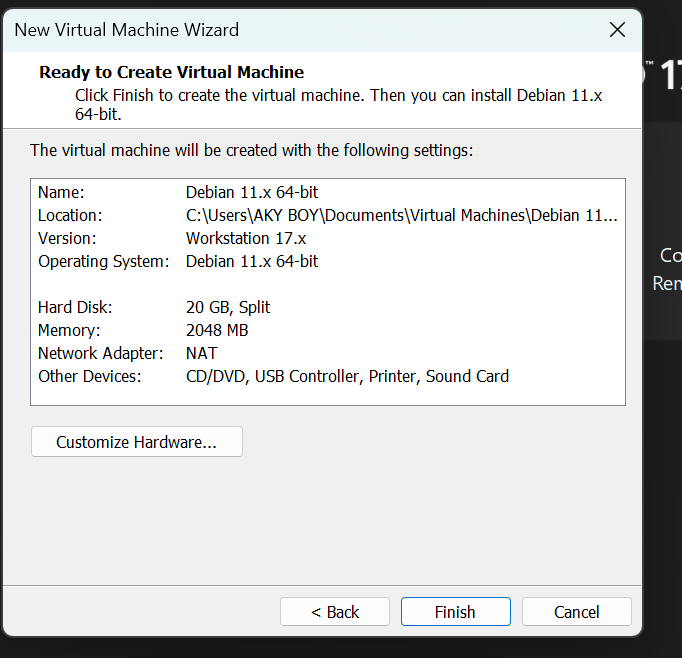 New Virtual Machine Wizard
Ready to Create Virtual Machine
Click Finish to create the virtual machine. Then you can install Debian 11.x
64-bit.
The virtual machine will be created with the following settings:
Name: Debian 11.x 64-bit
Location: C:\Users\AKY BOY\Documents\Virtual Machines\Debian 11...
Version: Workstation 17.x
Operating System: Debian 11.x 64-bit
Hard Disk: 20 GB, Split
Memory: 2048 MB
Network Adapter: NAT
Other Devices: CD/DVD, USB Controller, Printer, Sound Card
Customize Hardware...
< Back Finish Cancel
™ 17
Co
Rem